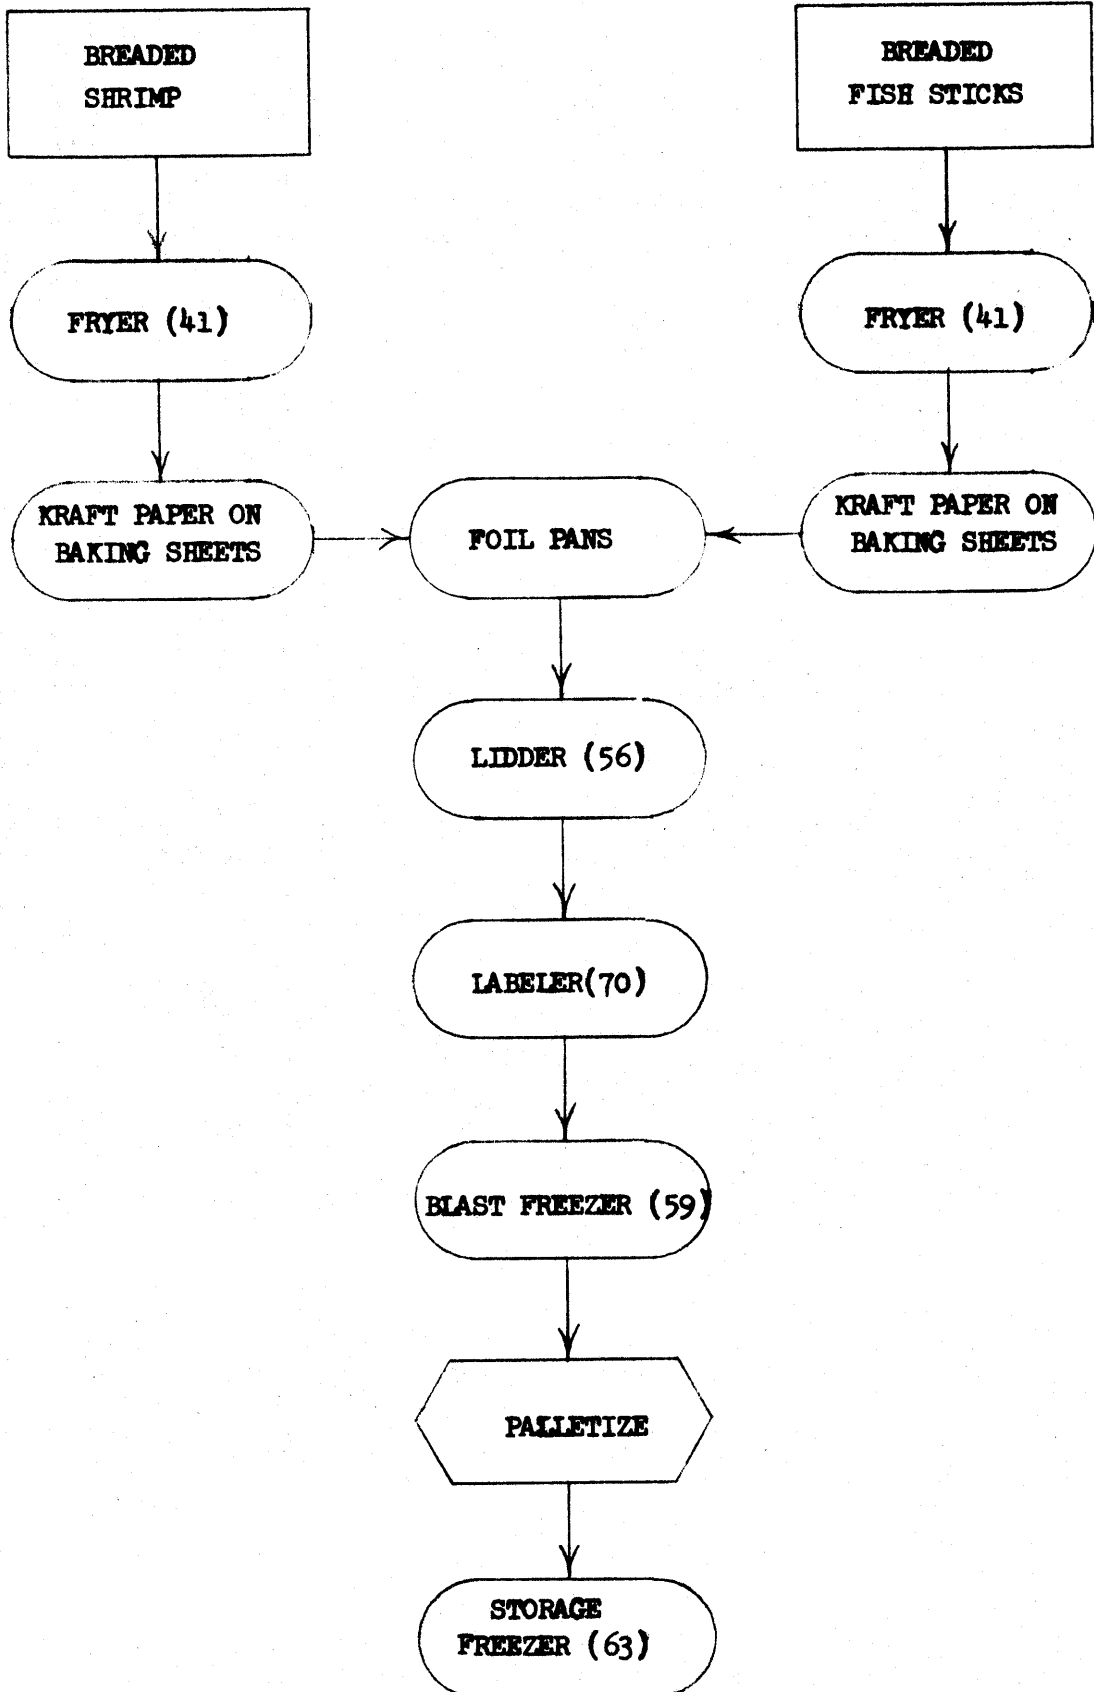 BREADED
SHRIMP
BREADED
FISH STICKS
FRYER (41)
FRYER (41)
KRAFT PAPER ON
BAKING SHEETS
FOIL PANS
KRAFT PAPER ON
BAKING SHEETS
LIDDER (56)
LABELER(70)
BLAST FREEZER (59)
PALLETIZE
STORAGE
FREEZER (63)